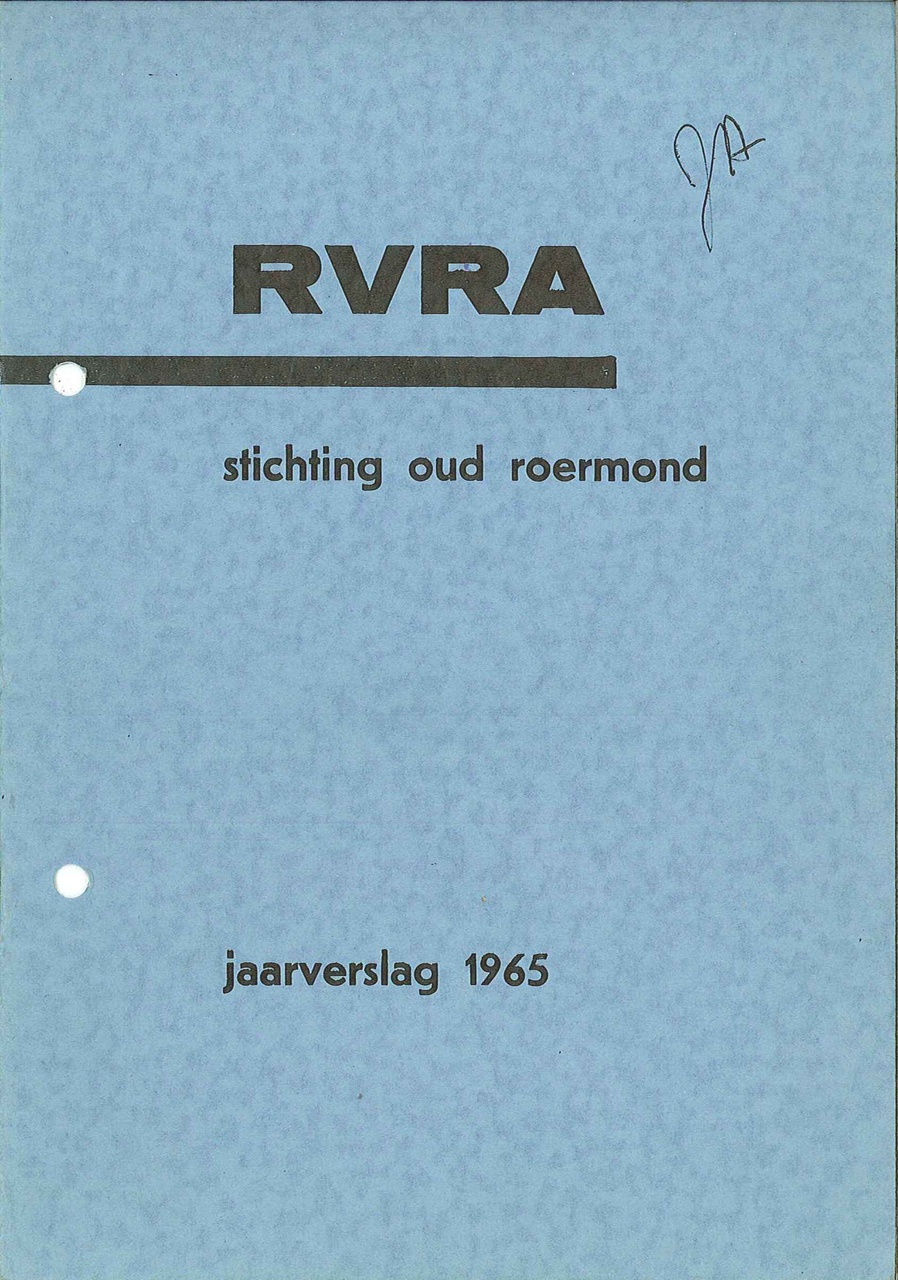 RVRA
stichting oud roermond
jaarverslag 1965